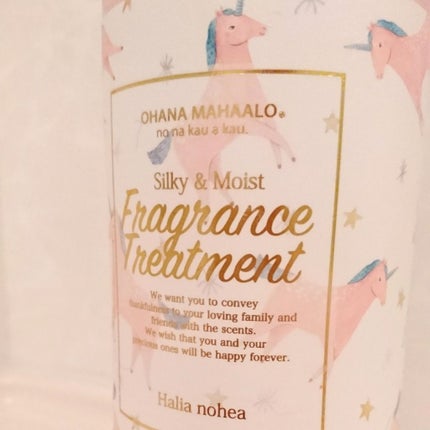 OHANA MAHAALO®
no na kau a kau.
Silky & Moist
Fragrance
Treatment
We want you to convey
thankfulness to your loving family and
friends with the scents.
We wish that you and your
precious ones will be happy forever.
Halia nohea